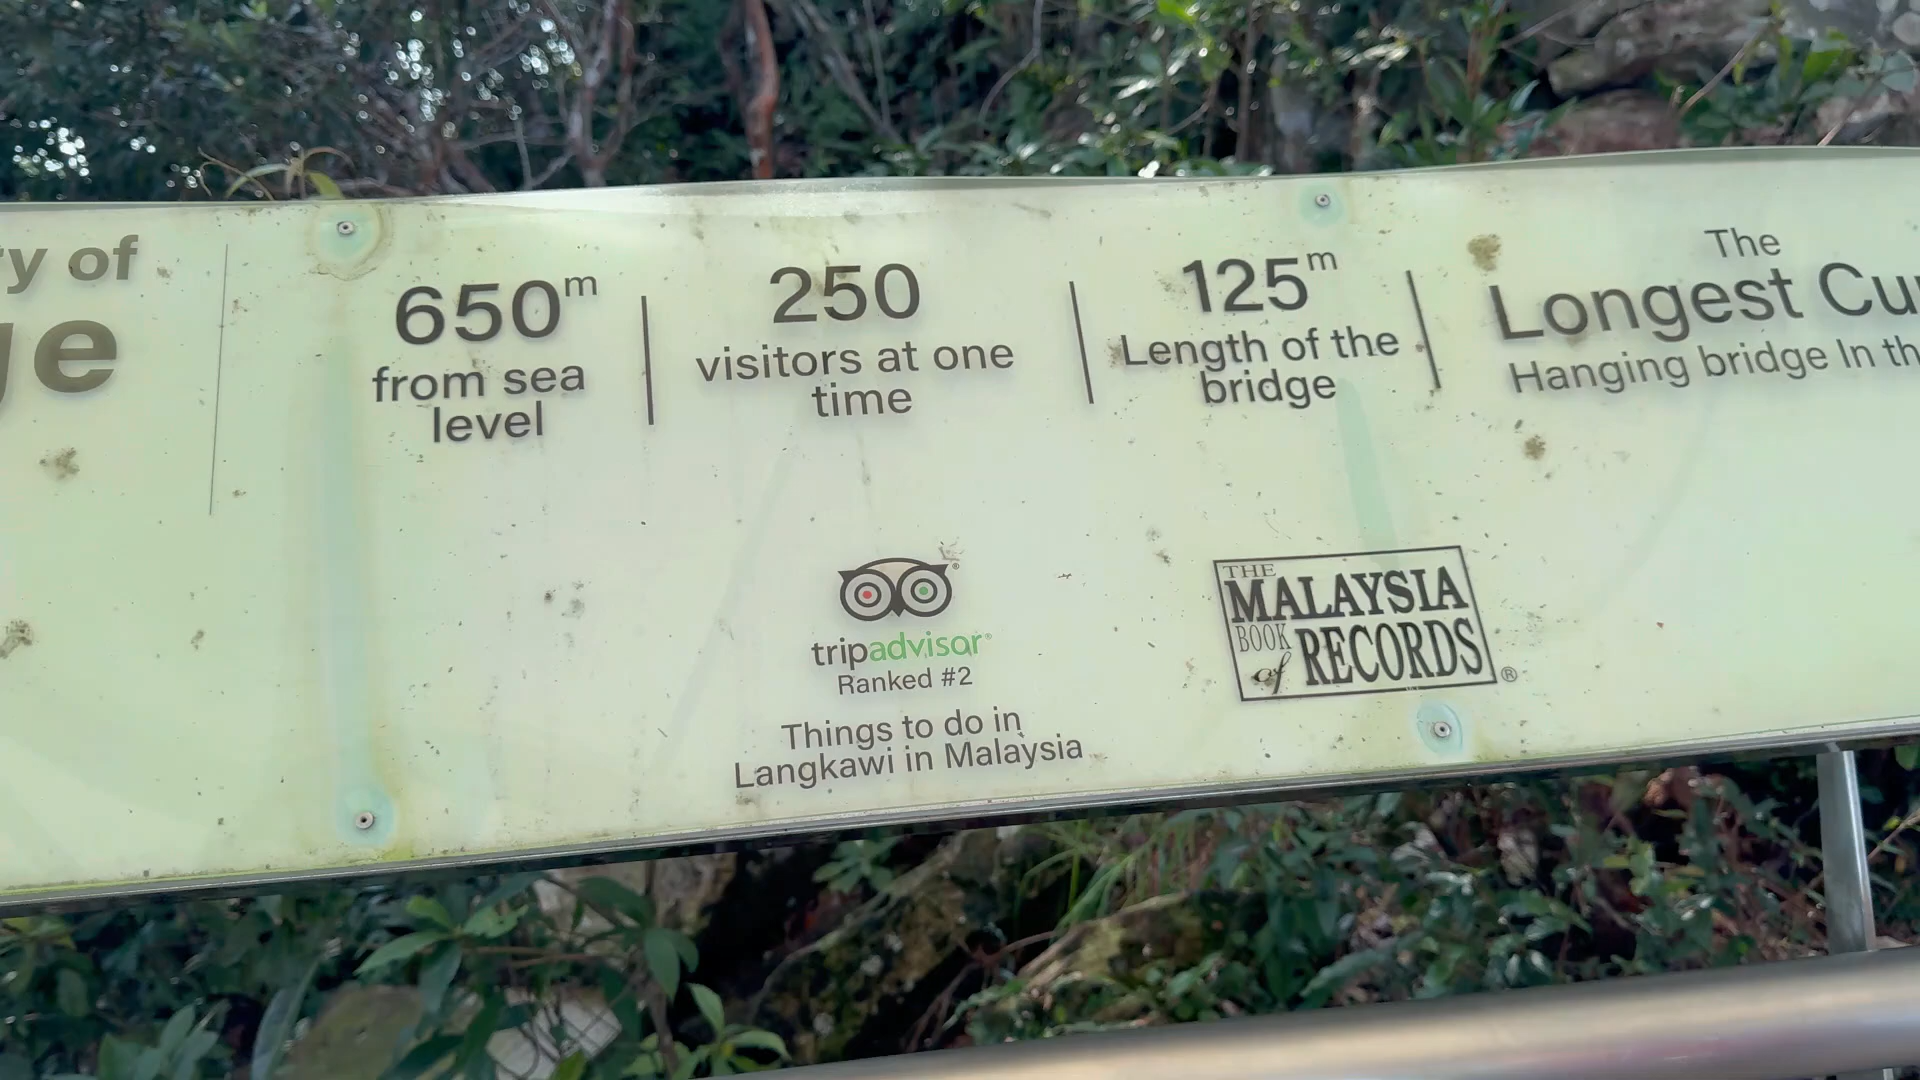 ry of
ge
650m
from sea
level
250
visitors at one
time
125m
Length of the
bridge
The
Longest Cu
Hanging bridge In th
tripadvisor®
Ranked #2
Things to do in
Langkawi in Malaysia
THE
MALAYSIA
BOOK
of RECORDS ®